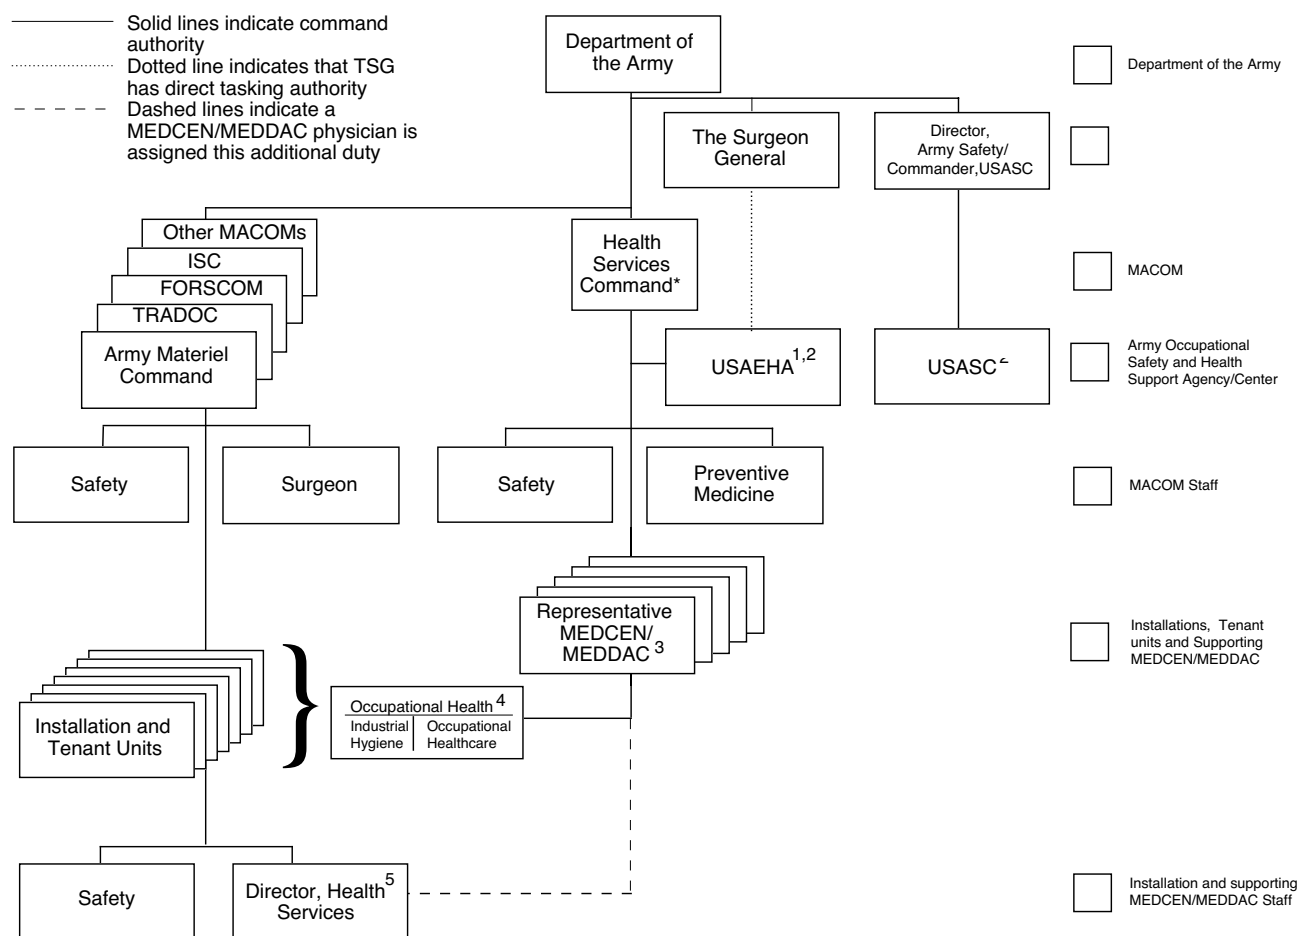 Solid lines indicate command
authority
Dotted line indicates that TSG
has direct tasking authority
Dashed lines indicate a
MEDCEN/MEDDAC physician is
assigned this additional duty
Department of
the Army
Department of the Army
The Surgeon
General
Director,
Army Safety/
Commander,USASC
Other MACOMs
ISC
FORSCOM
TRADOC
Army Materiel
Command
Health
Services
Command*
MACOM
USAEHA1,2
USASC
Army Occupational
Safety and Health
Support Agency/Center
Safety
Surgeon
Safety
Preventive
Medicine
MACOM Staff
Representative
MEDCEN/
MEDDAC 3
Installations, Tenant
units and Supporting
MEDCEN/MEDDAC
Installation and
Tenant Units
}
Occupational Health4
Industrial
Hygiene
Occupational
Healthcare
Safety
Director, Health5
Services
Installation and supporting
MEDCEN/MEDDAC Staff